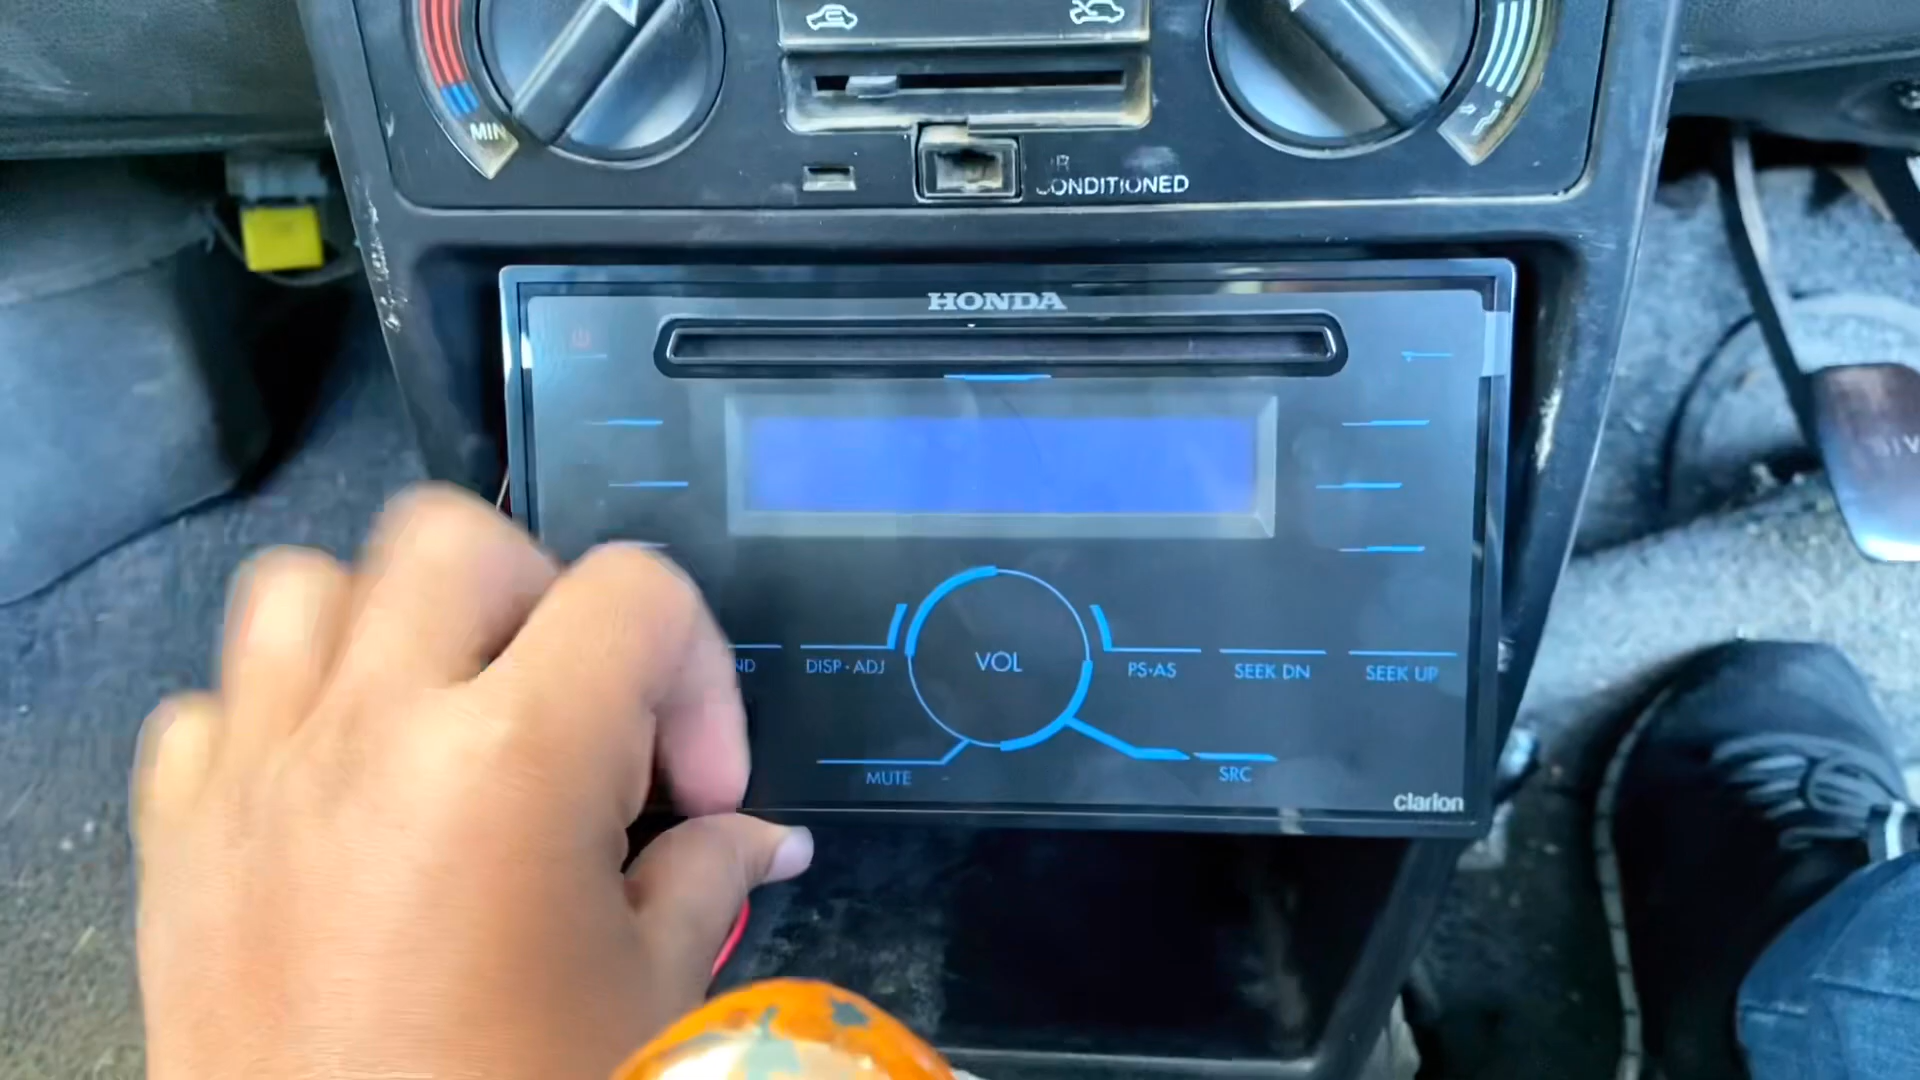 MIN
CONDITIONED
HONDA
DISP·ADJ
VOL
PS·AS
SEEK DN
SEEK UP
MUTE
SRC
clarion